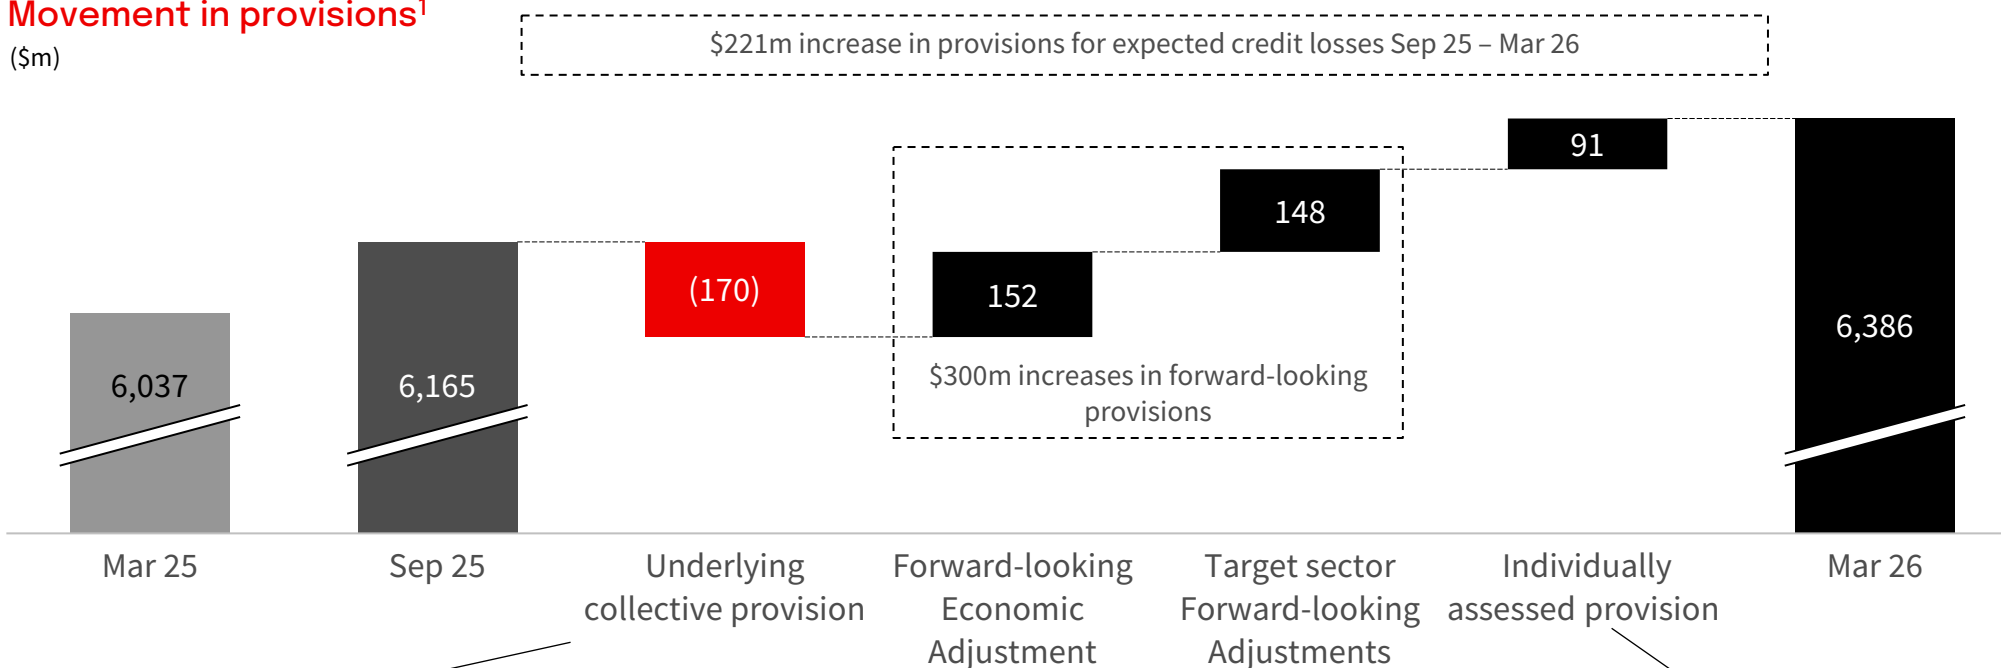 Movement in provisions¹
($m)
$221m increase in provisions for expected credit losses Sep 25 – Mar 26
91
148
(170)
152
6,386
$300m increases in forward-looking
provisions
6,037
6,165
Mar 25
Sep 25
Underlying
collective provision
Forward-looking
Economic
Adjustment
Target sector
Forward-looking
Adjustments
Individually
assessed provision
Mar 26